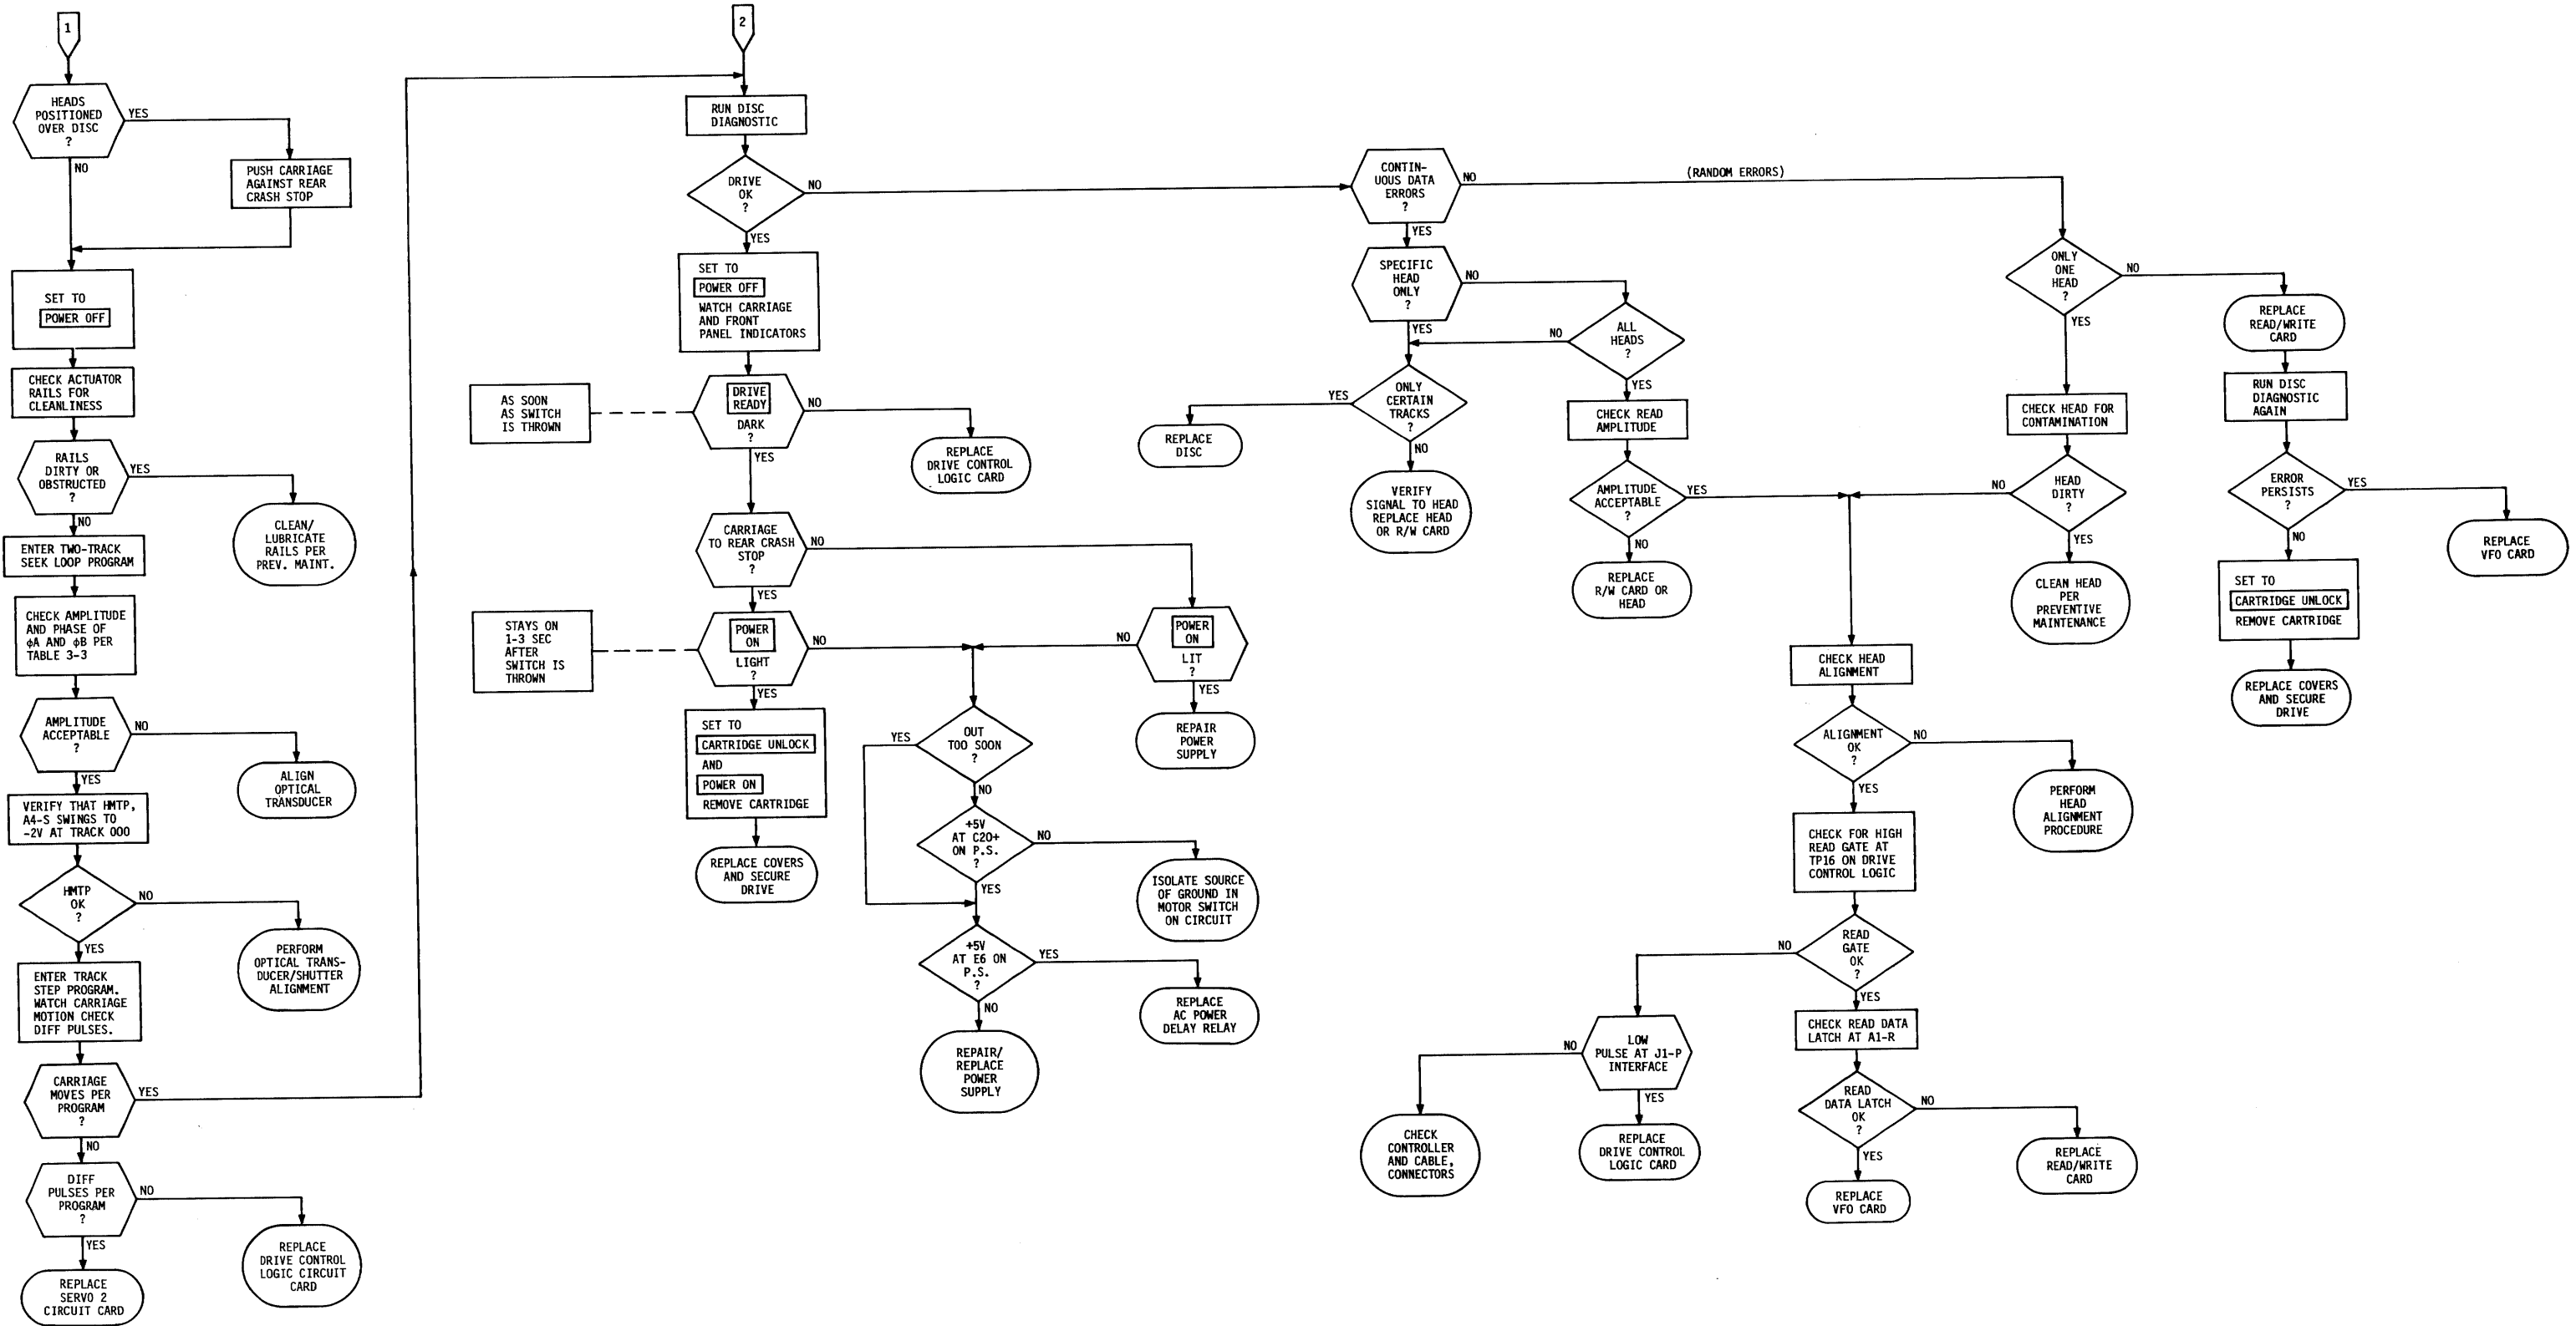 1
HEADS
POSITIONED
OVER DISC
?
YES
NO
PUSH CARRIAGE
AGAINST REAR
CRASH STOP
SET TO
POWER OFF
CHECK ACTUATOR
RAILS FOR
CLEANLINESS
RAILS
DIRTY OR
OBSTRUCTED
?
YES
NO
CLEAN/
LUBRICATE
RAILS PER
PREV. MAINT.
ENTER TWO-TRACK
SEEK LOOP PROGRAM
CHECK AMPLITUDE
AND PHASE OF
φA AND φB PER
TABLE 3-3
AMPLITUDE
ACCEPTABLE
?
NO
YES
ALIGN
OPTICAL
TRANSDUCER
VERIFY THAT HMTP,
A4-S SWINGS TO
-2V AT TRACK 000
HMTP
OK
?
NO
YES
PERFORM
OPTICAL TRANS-
DUCER/SHUTTER
ALIGNMENT
ENTER TRACK
STEP PROGRAM.
WATCH CARRIAGE
MOTION CHECK
DIFF PULSES.
CARRIAGE
MOVES PER
PROGRAM
?
YES
NO
DIFF
PULSES PER
PROGRAM
?
NO
YES
REPLACE
DRIVE CONTROL
LOGIC CIRCUIT
CARD
REPLACE
SERVO 2
CIRCUIT CARD
2
RUN DISC
DIAGNOSTIC
DRIVE
OK
?
NO
YES
SET TO
POWER OFF
WATCH CARRIAGE
AND FRONT
PANEL INDICATORS
AS SOON
AS SWITCH
IS THROWN
DRIVE
READY
DARK
?
NO
YES
REPLACE
DRIVE CONTROL
LOGIC CARD
CARRIAGE
TO REAR CRASH
STOP
?
NO
YES
STAYS ON
1-3 SEC
AFTER
SWITCH IS
THROWN
POWER
ON
LIGHT
?
NO
YES
NO
POWER
ON
LIT
?
YES
REPAIR
POWER
SUPPLY
SET TO
CARTRIDGE UNLOCK
AND
POWER ON
REMOVE CARTRIDGE
REPLACE COVERS
AND SECURE
DRIVE
YES
OUT
TOO SOON
?
NO
+5V
AT C20+
ON P.S.
?
NO
YES
ISOLATE SOURCE
OF GROUND IN
MOTOR SWITCH
ON CIRCUIT
+5V
AT E6 ON
P.S.
?
YES
NO
REPLACE
AC POWER
DELAY RELAY
REPAIR/
REPLACE
POWER
SUPPLY
CONTIN-
UOUS DATA
ERRORS
?
NO
(RANDOM ERRORS)
YES
SPECIFIC
HEAD
ONLY
?
NO
YES
NO
ALL
HEADS
?
YES
YES
ONLY
CERTAIN
TRACKS
?
NO
REPLACE
DISC
VERIFY
SIGNAL TO HEAD
REPLACE HEAD
OR R/W CARD
CHECK READ
AMPLITUDE
AMPLITUDE
ACCEPTABLE
?
YES
NO
REPLACE
R/W CARD OR
HEAD
ONLY
ONE
HEAD
?
NO
YES
CHECK HEAD FOR
CONTAMINATION
NO
HEAD
DIRTY
?
YES
CLEAN HEAD
PER
PREVENTIVE
MAINTENANCE
REPLACE
READ/WRITE
CARD
RUN DISC
DIAGNOSTIC
AGAIN
ERROR
PERSISTS
?
YES
NO
REPLACE
VFO CARD
SET TO
CARTRIDGE UNLOCK
REMOVE CARTRIDGE
REPLACE COVERS
AND SECURE
DRIVE
CHECK HEAD
ALIGNMENT
ALIGNMENT
OK
?
NO
YES
PERFORM
HEAD
ALIGNMENT
PROCEDURE
CHECK FOR HIGH
READ GATE AT
TP16 ON DRIVE
CONTROL LOGIC
NO
READ
GATE
OK
?
YES
NO
LOW
PULSE AT J1-P
INTERFACE
YES
CHECK
CONTROLLER
AND CABLE,
CONNECTORS
REPLACE
DRIVE CONTROL
LOGIC CARD
CHECK READ DATA
LATCH AT A1-R
READ
DATA LATCH
OK
?
NO
YES
REPLACE
READ/WRITE
CARD
REPLACE
VFO CARD